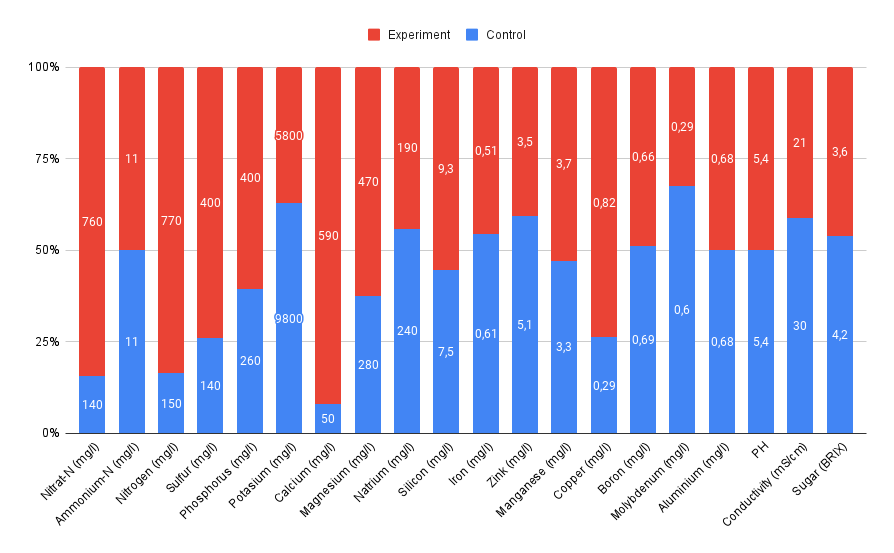 Experiment Control
100%
75%
50%
25%
0%
760 11 770 400 400 5800 590 470 190 9,3 0,51 3,5 3,7 0,82 0,66 0,29 0,68 5,4 21 3,6
140 11 150 140 260 9800 50 280 240 7,5 0,61 5,1 3,3 0,29 0,69 0,6 0,68 5,4 30 4,2
Nitrat-N (mg/l)
Ammonium-N (mg/l)
Nitrogen (mg/l)
Sulfur (mg/l)
Phosphorus (mg/l)
Potasium (mg/l)
Calcium (mg/l)
Magnesium (mg/l)
Natrium (mg/l)
Silicon (mg/l)
Iron (mg/l)
Zink (mg/l)
Manganese (mg/l)
Copper (mg/l)
Boron (mg/l)
Molybdenum (mg/l)
Aluminium (mg/l)
PH
Conductivity (mS/cm)
Sugar (BRIx)